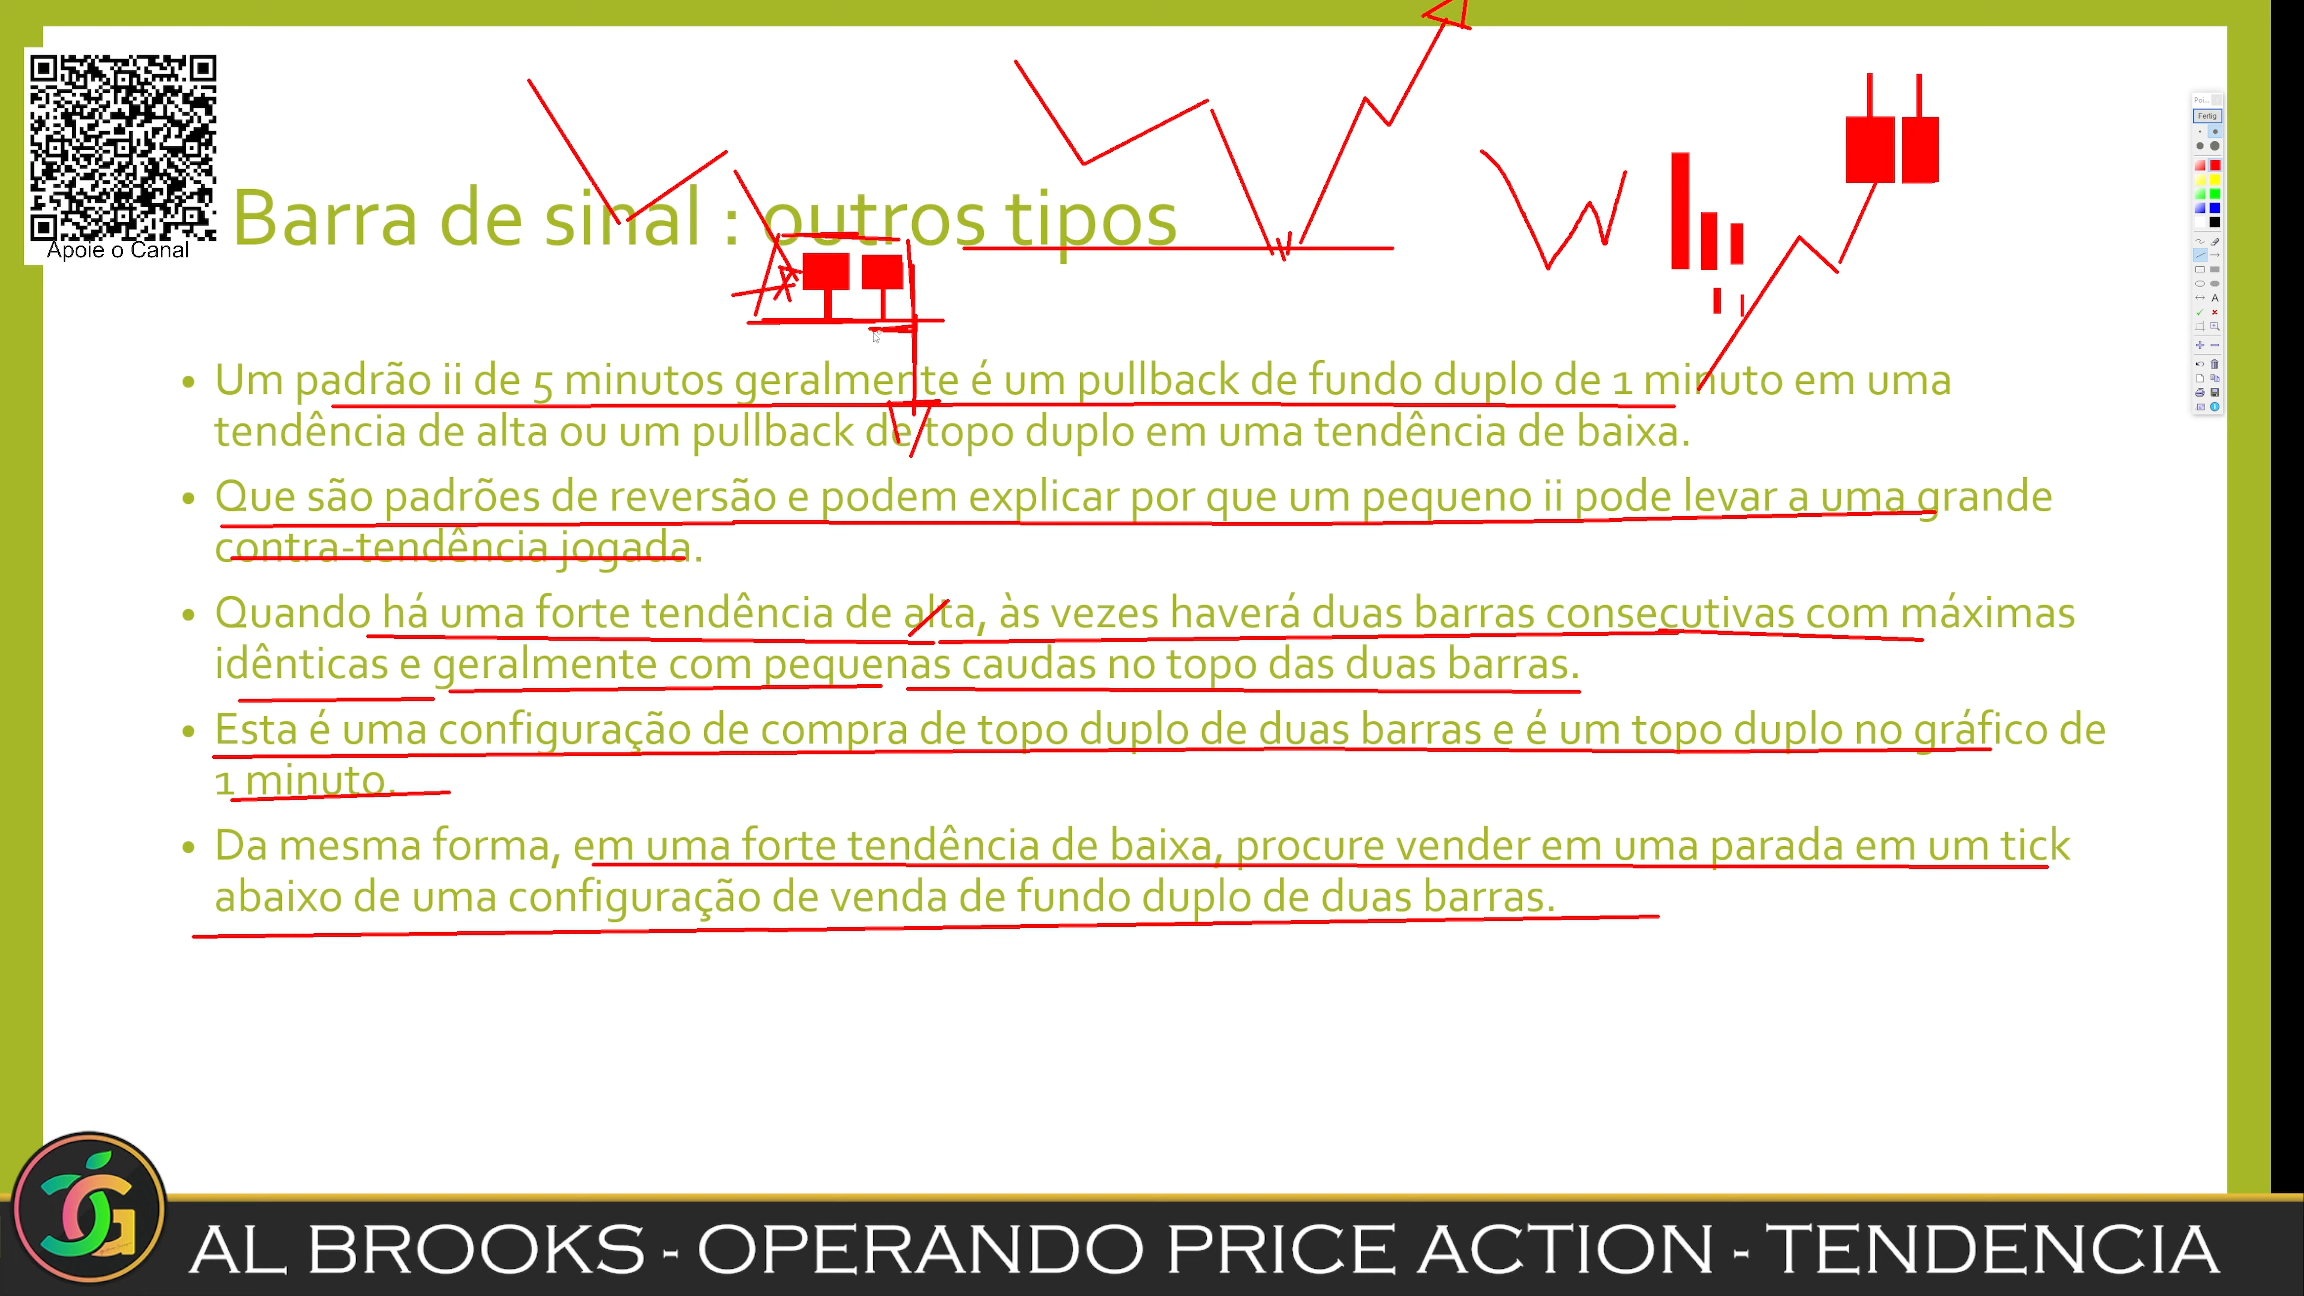 Apoie o Canal
Barra de sinal : outros tipos
Poi...
Fertig
• Um padrão ii de 5 minutos geralmente é um pullback de fundo duplo de 1 minuto em uma
tendência de alta ou um pullback de topo duplo em uma tendência de baixa.
• Que são padrões de reversão e podem explicar por que um pequeno ii pode levar a uma grande
contra-tendência jogada.
• Quando há uma forte tendência de alta, às vezes haverá duas barras consecutivas com máximas
idênticas e geralmente com pequenas caudas no topo das duas barras.
• Esta é uma configuração de compra de topo duplo de duas barras e é um topo duplo no gráfico de
1 minuto.
• Da mesma forma, em uma forte tendência de baixa, procure vender em uma parada em um tick
abaixo de uma configuração de venda de fundo duplo de duas barras.
AL BROOKS - OPERANDO PRICE ACTION - TENDENCIA